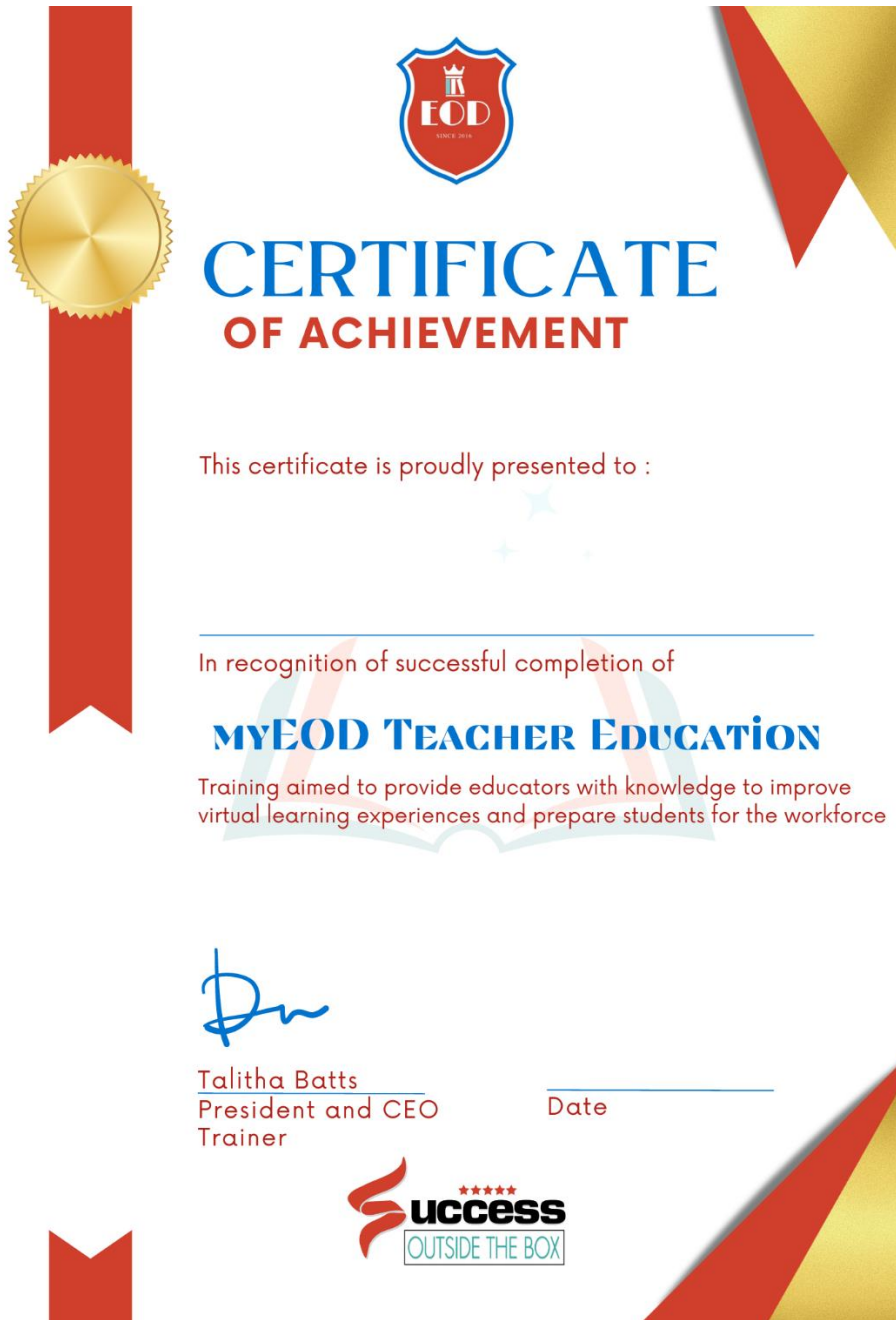 EOD
SINCE 2016
CERTIFICATE
OF ACHIEVEMENT
This certificate is proudly presented to :
In recognition of successful completion of
myEOD Teacher Education
Training aimed to provide educators with knowledge to improve
virtual learning experiences and prepare students for the workforce
Talitha Batts
President and CEO
Trainer
Date
Success
OUTSIDE THE BOX